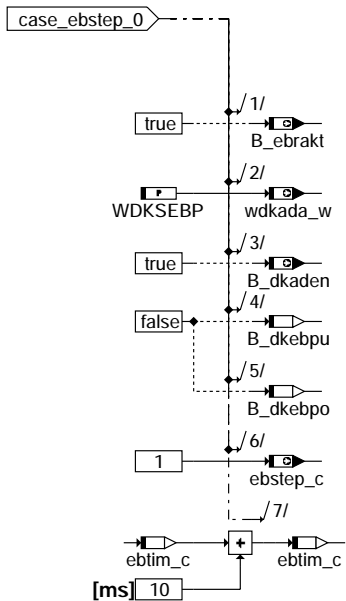 case_ebstep_0
1/
true
B_ebrakt
2/
P
WDKSEBP
wdkada_w
3/
true
B_dkaden
4/
false
B_dkebpu
5/
B_dkebpo
6/
1
ebstep_c
7/
+
ebtim_c
ebtim_c
[ms] 10